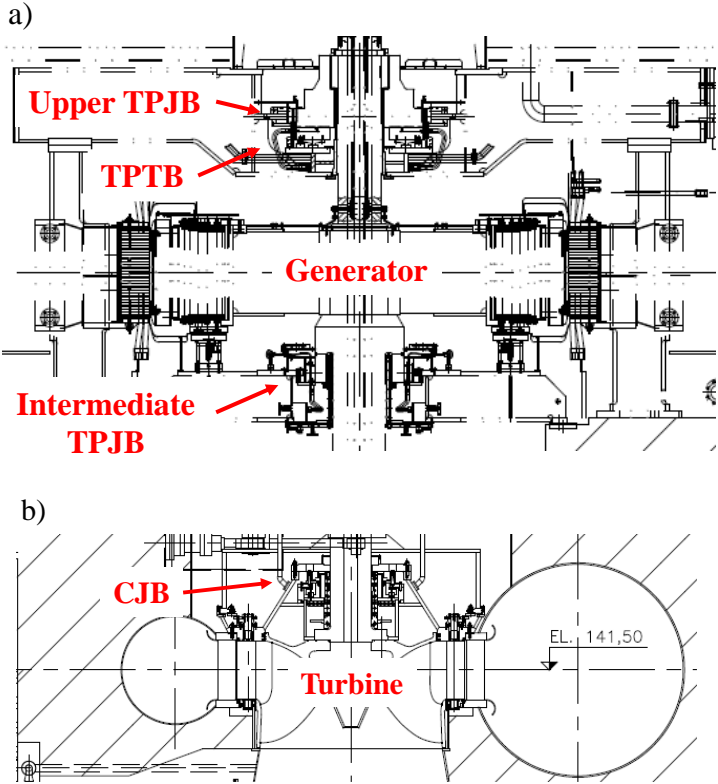 a)
Upper TPJB
TPTB
Generator
Intermediate
TPJB
b)
CJB
EL. 141,50
Turbine